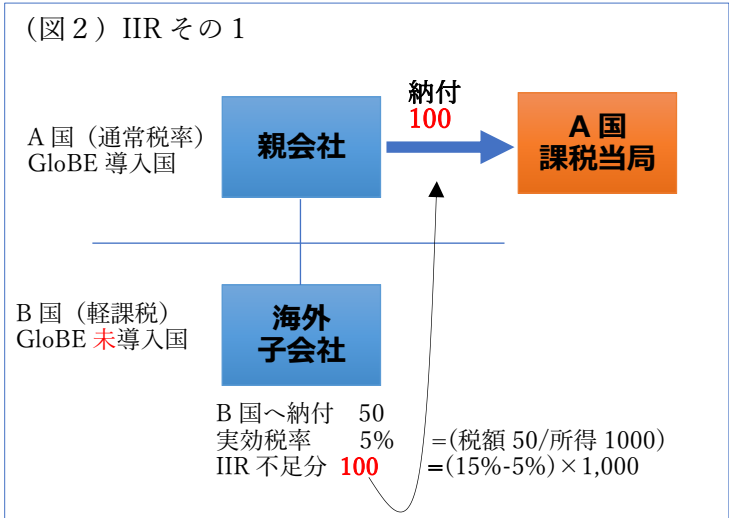 （図２）IIR その 1
納付
100
A 国（通常税率）
GloBE 導入国
親会社
A 国
課税当局
B 国（軽課税）
GloBE 未導入国
海外
子会社
B 国へ納付 50
実効税率 5% =(税額 50/所得 1000)
IIR 不足分 100 =(15%-5%)×1,000